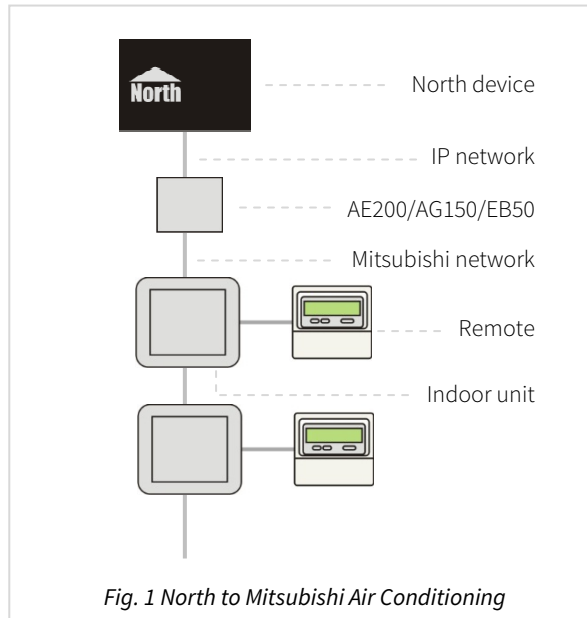 North
North device
IP network
AE200/AG150/EB50
Mitsubishi network
Remote
Indoor unit
Fig. 1 North to Mitsubishi Air Conditioning